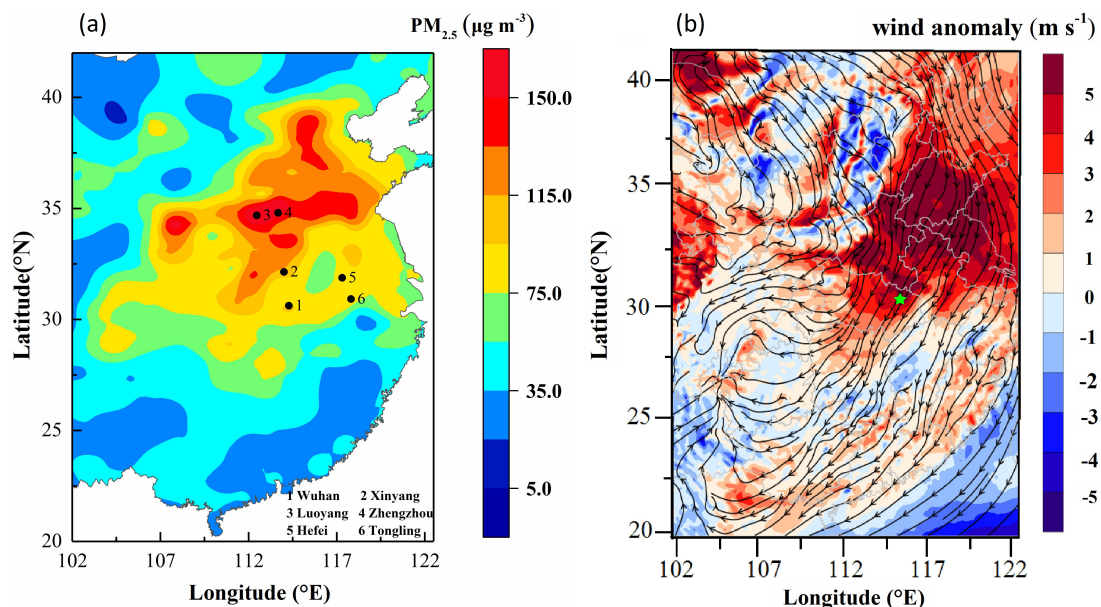 (a)
PM2.5 (µg m-3)
40
35
30
25
20
Latitude(°N)
102 107 112 117 122
Longitude (°E)
150.0
115.0
75.0
35.0
5.0
3 4
2
5
1
6
1 Wuhan 2 Xinyang
3 Luoyang 4 Zhengzhou
5 Hefei 6 Tongling
(b)
wind anomaly (m s-1)
40
35
30
25
20
Latitude(°N)
102 107 112 117 122
Longitude (°E)
5
4
3
2
1
0
-1
-2
-3
-4
-5